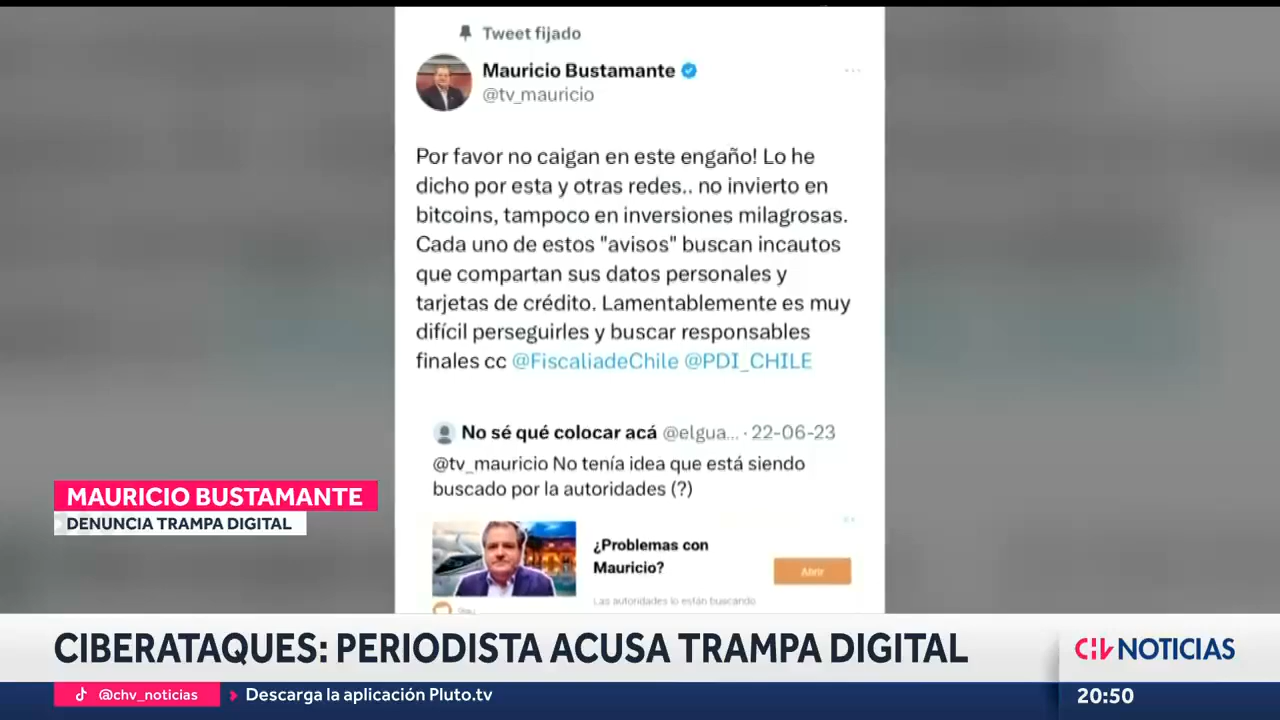 Tweet fijado
Mauricio Bustamante
@tv_mauricio
Por favor no caigan en este engaño! Lo he
dicho por esta y otras redes.. no invierto en
bitcoins, tampoco en inversiones milagrosas.
Cada uno de estos "avisos" buscan incautos
que compartan sus datos personales y
tarjetas de crédito. Lamentablemente es muy
difícil perseguirles y buscar responsables
finales cc @FiscaliadeChile @PDI_CHILE
No sé qué colocar acá @elgua... · 22-06-23
@tv_mauricio No tenía idea que está siendo
buscado por la autoridades (?)
¿Problemas con
Mauricio?
Abrir
Las autoridades lo están buscando
MAURICIO BUSTAMANTE
DENUNCIA TRAMPA DIGITAL
CIBERATAQUES: PERIODISTA ACUSA TRAMPA DIGITAL
CHV NOTICIAS
@chv_noticias
Descarga la aplicación Pluto.tv
20:50